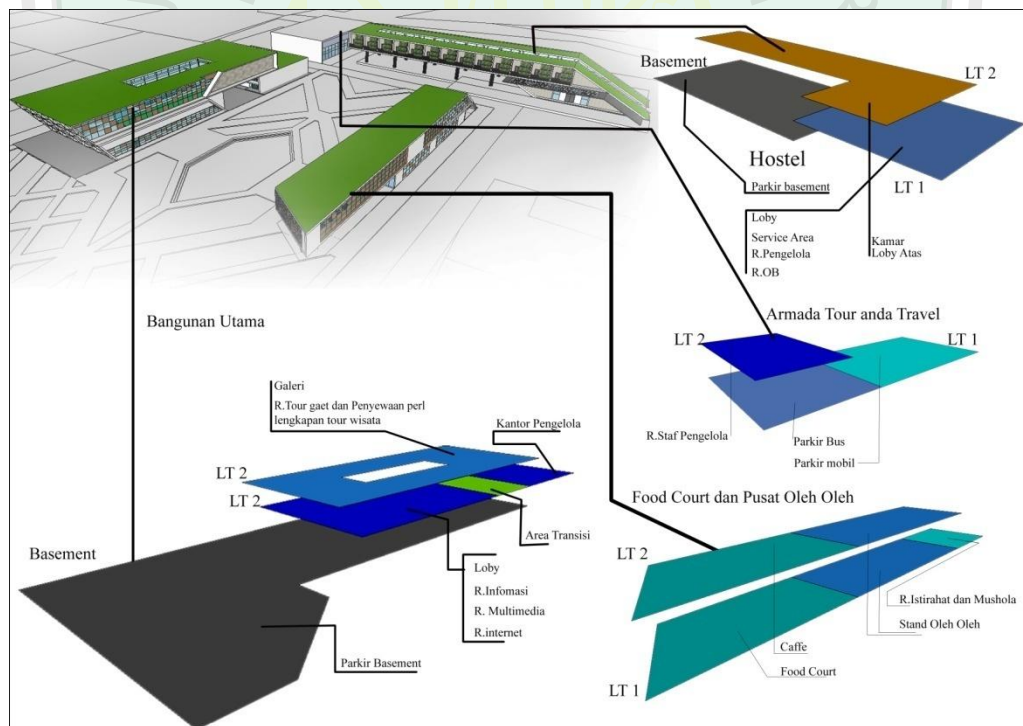 Basement
LT 2
Hostel
Parkir basement
LT 1
Loby
Service Area
R.Pengelola
R.OB
Kamar
Loby Atas
Bangunan Utama
Armada Tour anda Travel
LT 2
LT 1
R.Staf Pengelola
Parkir Bus
Parkir mobil
Galeri
R.Tour gaet dan Penyewaan perl
lengkapan tour wisata
Kantor Pengelola
LT 2
LT 2
Basement
Area Transisi
Loby
R.Infomasi
R. Multimedia
R.internet
Parkir Basement
Food Court dan Pusat Oleh Oleh
LT 2
R.Istirahat dan Mushola
Stand Oleh Oleh
Caffe
Food Court
LT 1